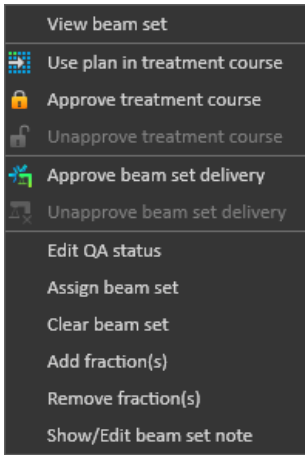 View beam set
Use plan in treatment course
Approve treatment course
Unapprove treatment course
Approve beam set delivery
Unapprove beam set delivery
Edit QA status
Assign beam set
Clear beam set
Add fraction(s)
Remove fraction(s)
Show/Edit beam set note